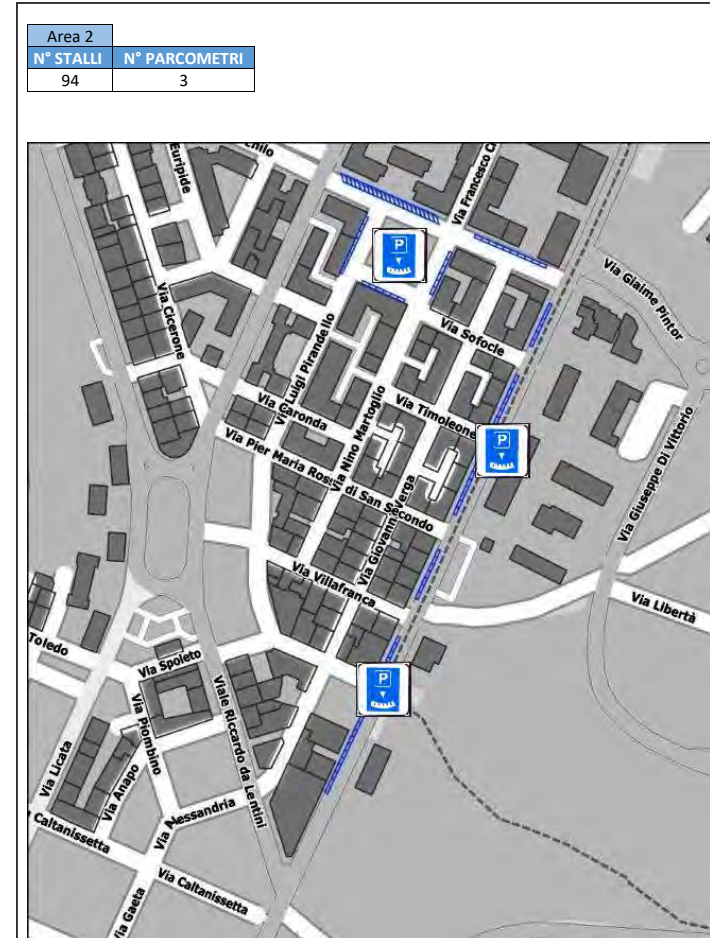 Area 2
N° STALLI N° PARCOMETRI
94 3
Euripide
Via Francesco C
Via Cicerone
Via Luigi Pirandello
Via Sofocle
Via Giaime Pintor
Via Caronda
Via Nino Martoglio
Via Timoleone
P
P
P
Via Pier Maria Rossi di San Secondo
Via Giovanni Verga
Via Giuseppe Di Vittorio
Via Villafranca
Via Libertà
Toledo
Via Spoleto
Via Piombino
Viale Riccardo da Lentini
Via Licata
Via Anapo
Via Alessandria
Caltanissetta
Via Caltanissetta
Via Gaeta